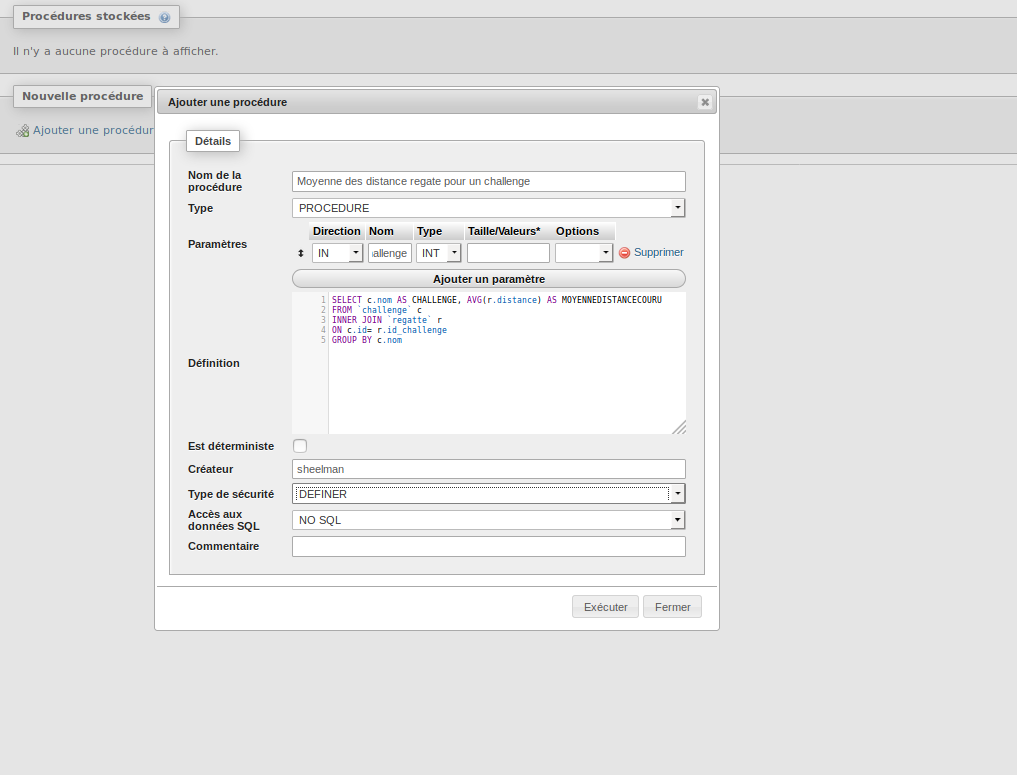 Procédures stockées
Il n'y a aucune procédure à afficher.
Nouvelle procédure
Ajouter une procédur
Ajouter une procédure
Détails
Nom de la procédure
Moyenne des distance regate pour un challenge
Type
PROCEDURE
Paramètres
Direction Nom Type Taille/Valeurs* Options
IN hallenge INT Supprimer
Ajouter un paramètre
Définition
1 SELECT c.nom AS CHALLENGE, AVG(r.distance) AS MOYENNEDISTANCECOURU
2 FROM `challenge` c
3 INNER JOIN `regatte` r
4 ON c.id= r.id_challenge
5 GROUP BY c.nom
Est déterministe
Créateur
sheelman
Type de sécurité
DEFINER
Accès aux données SQL
NO SQL
Commentaire
Exécuter
Fermer